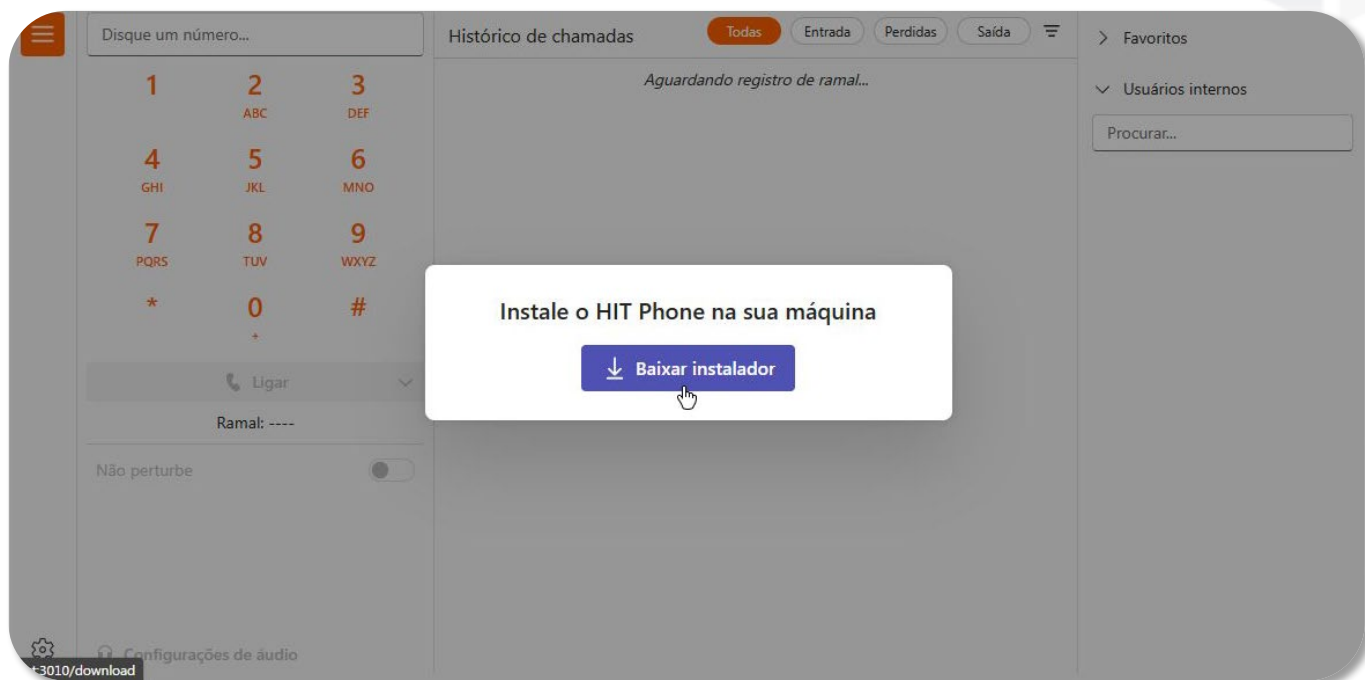 Disque um número...
1
2
ABC
3
DEF
4
GHI
5
JKL
6
MNO
7
PQRS
8
TUV
9
WXYZ
*
0
+
#
Ligar
Ramal: ----
Não perturbe
Configurações de áudio
t:3010/download
Histórico de chamadas
Todas
Entrada
Perdidas
Saída
Aguardando registro de ramal...
Instale o HIT Phone na sua máquina
Baixar instalador
Favoritos
Usuários internos
Procurar...